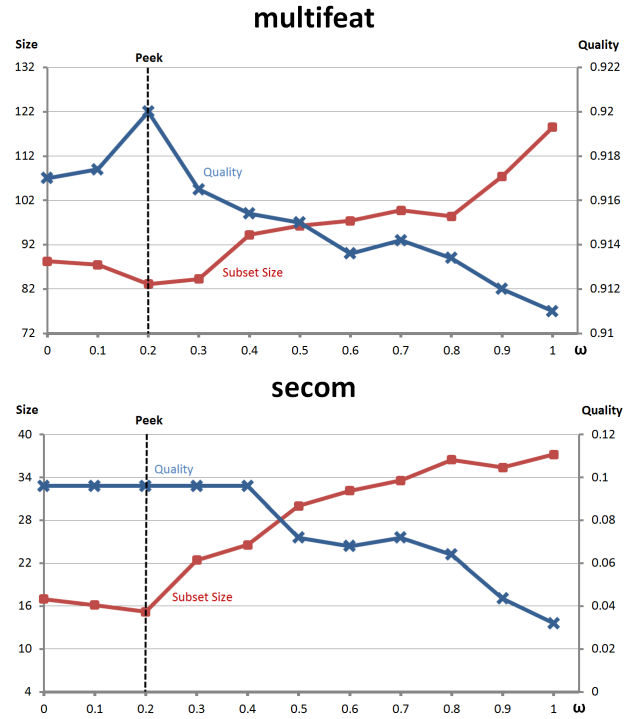 multifeat
Size Quality
Peek
132 0.922
122 0.92
112 0.918
Quality
102 0.916
92 0.914
Subset Size
82 0.912
72 0.91
0 0.1 0.2 0.3 0.4 0.5 0.6 0.7 0.8 0.9 1 ω
secom
Size Quality
Peek
40 0.12
Quality
34 0.1
28 0.08
22 0.06
Subset Size
16 0.04
10 0.02
4 0
0 0.1 0.2 0.3 0.4 0.5 0.6 0.7 0.8 0.9 1 ω